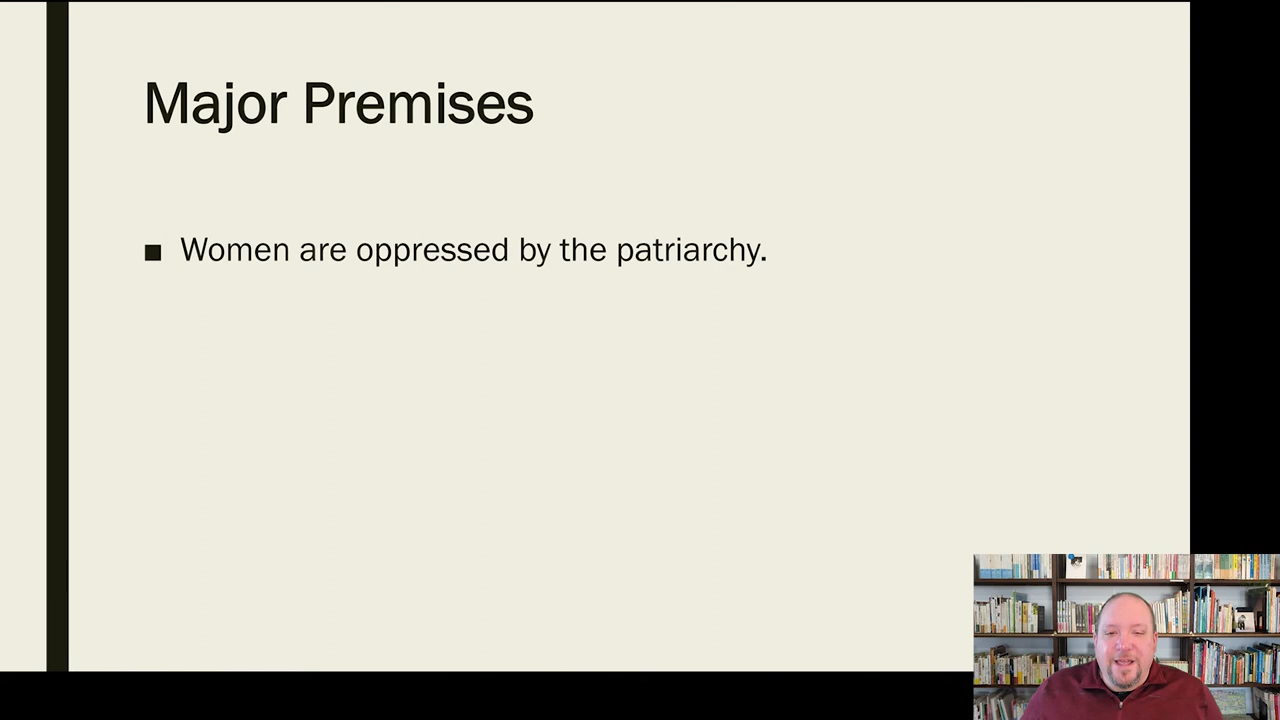 Major Premises
■ Women are oppressed by the patriarchy.